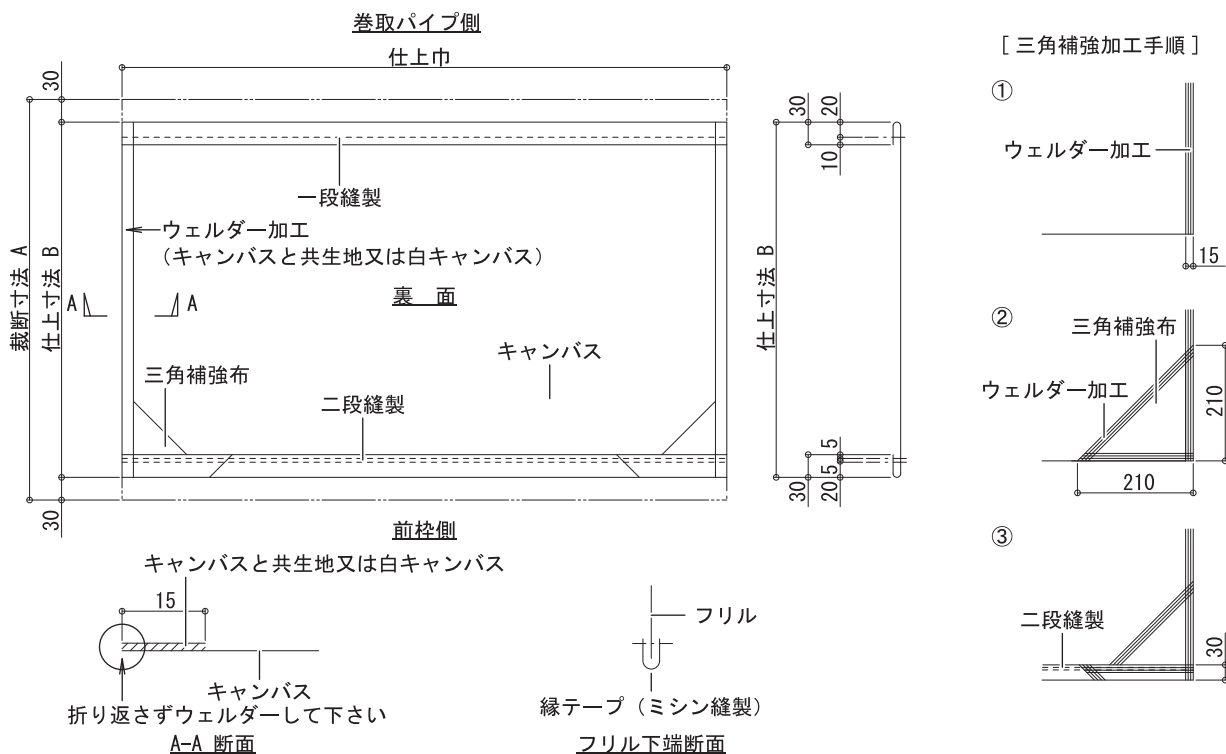 巻取パイプ側
仕上巾
30
裁断寸法 A
仕上寸法 B
30
一段縫製
ウェルダー加工
(キャンバスと共生地又は白キャンバス)
A
A
裏　面
キャンバス
三角補強布
二段縫製
前枠側
仕上寸法 B
30
20
10
5
5
30
20
キャンバスと共生地又は白キャンバス
15
キャンバス
折り返さずウェルダーして下さい
A-A 断面
フリル
縁テープ(ミシン縫製)
フリル下端断面
[ 三角補強加工手順 ]
①
ウェルダー加工
15
②
三角補強布
ウェルダー加工
210
210
③
二段縫製
30